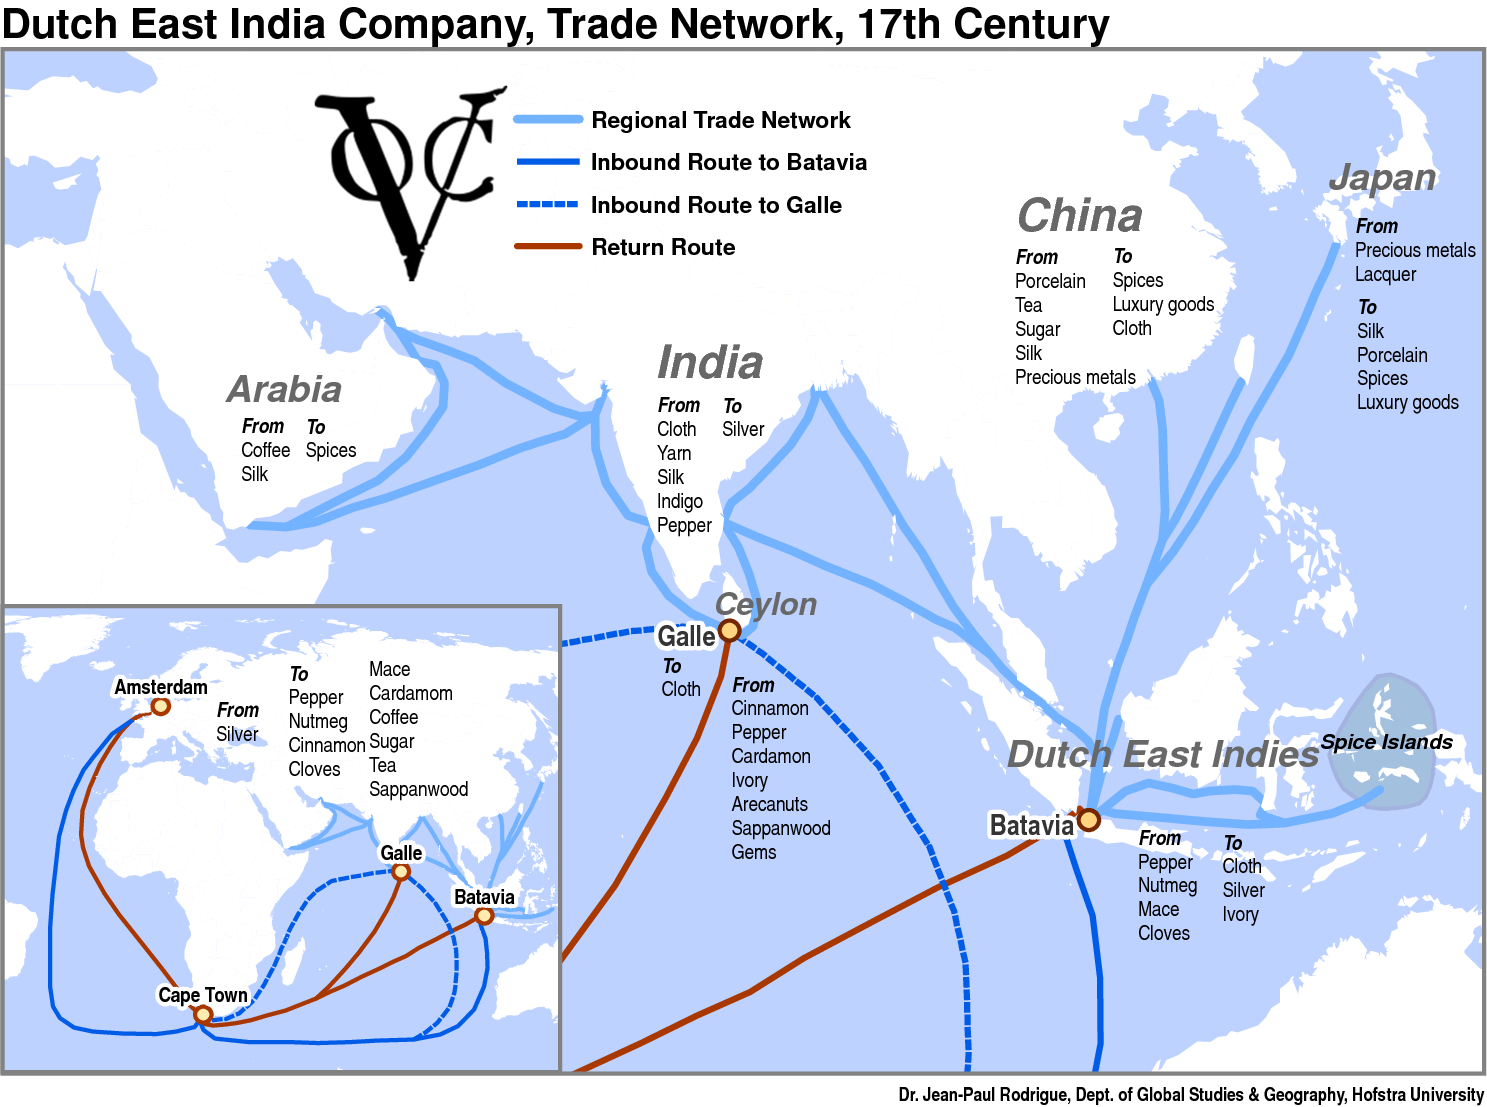 Dutch East India Company, Trade Network, 17th Century
VOC
Regional Trade Network
Inbound Route to Batavia
Inbound Route to Galle
Return Route
Arabia
From
Coffee
Silk
To
Spices
India
From
Cloth
Yarn
Silk
Indigo
Pepper
To
Silver
China
From
Porcelain
Tea
Sugar
Silk
Precious metals
To
Spices
Luxury goods
Cloth
Japan
From
Precious metals
Lacquer
To
Silk
Porcelain
Spices
Luxury goods
Ceylon
Galle
To
Cloth
From
Cinnamon
Pepper
Cardamon
Ivory
Arecanuts
Sappanwood
Gems
Dutch East Indies
Spice Islands
Batavia
From
Pepper
Nutmeg
Mace
Cloves
To
Cloth
Silver
Ivory
Amsterdam
From
Silver
To
Pepper
Nutmeg
Cinnamon
Cloves
Mace
Cardamom
Coffee
Sugar
Tea
Sappanwood
Galle
Batavia
Cape Town
Dr. Jean-Paul Rodrigue, Dept. of Global Studies & Geography, Hofstra University